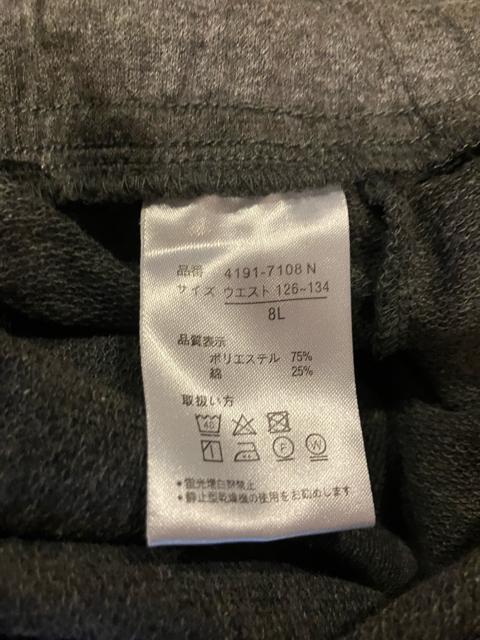 品番 4191-7108 N
サイズ ウエスト 126~134
8L
品質表示
ポリエステル 75%
綿 25%
取扱い方
40
F W
*蛍光増白剤禁止
*静止型乾燥機の使用をお勧めします